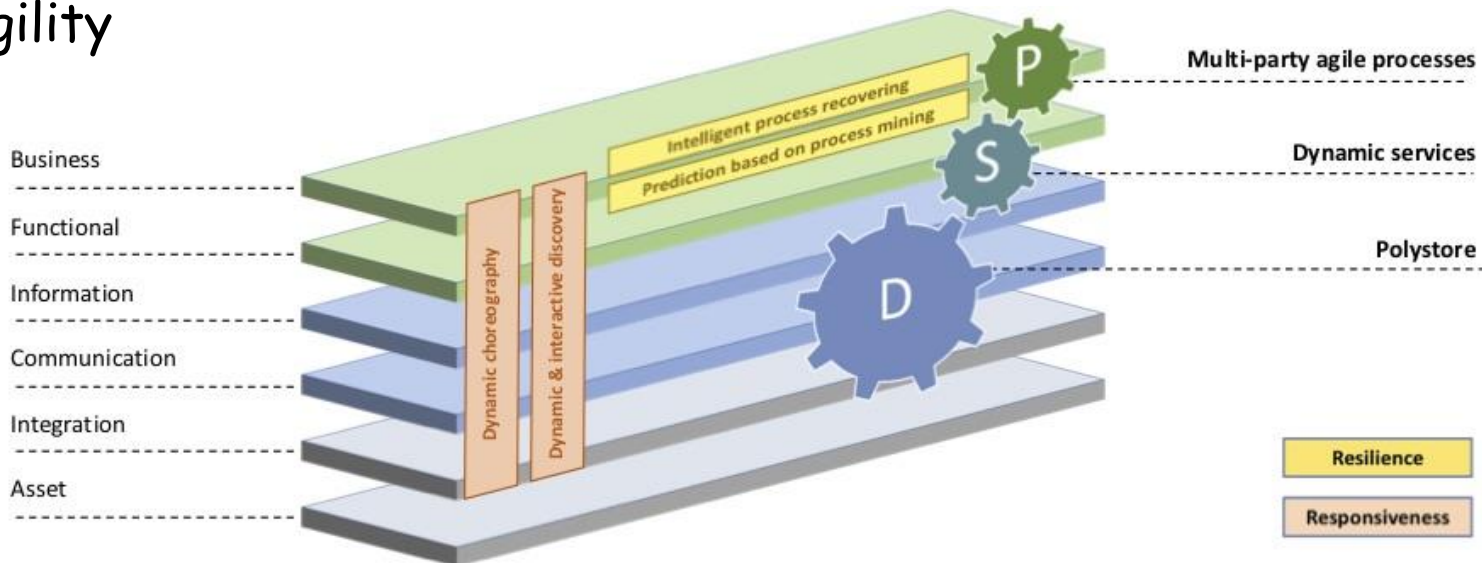 gility
Business
Functional
Information
Communication
Integration
Asset
Dynamic choreography
Dynamic & interactive discovery
Intelligent process recovering
Prediction based on process mining
P
S
D
Multi-party agile processes
Dynamic services
Polystore
Resilience
Responsiveness